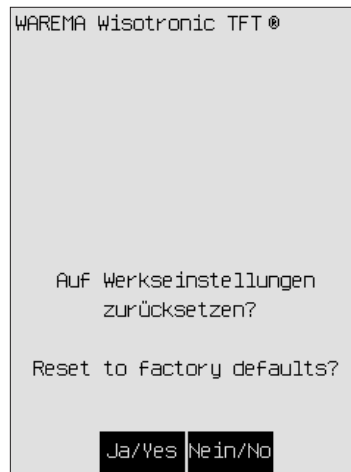 WAREMA Wisotronic TFT ®
Auf Werkseinstellungen
zurücksetzen?
Reset to factory defaults?
Ja/Yes Nein/No